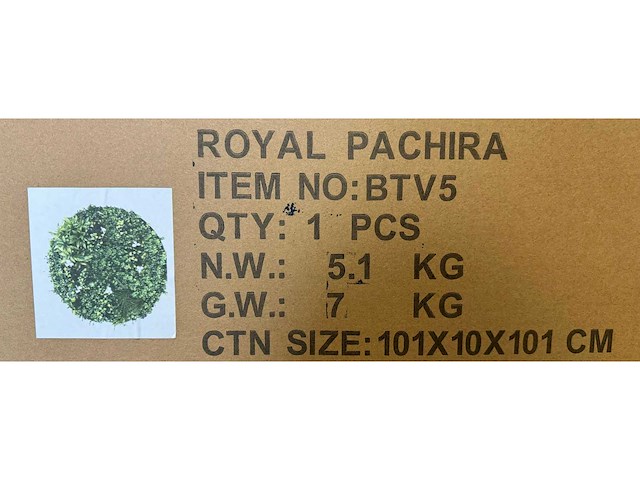 ROYAL PACHIRA
ITEM NO:BTV5
QTY: 1 PCS
N.W.: 5.1 KG
G.W.: 7 KG
CTN SIZE:101X10X101 CM